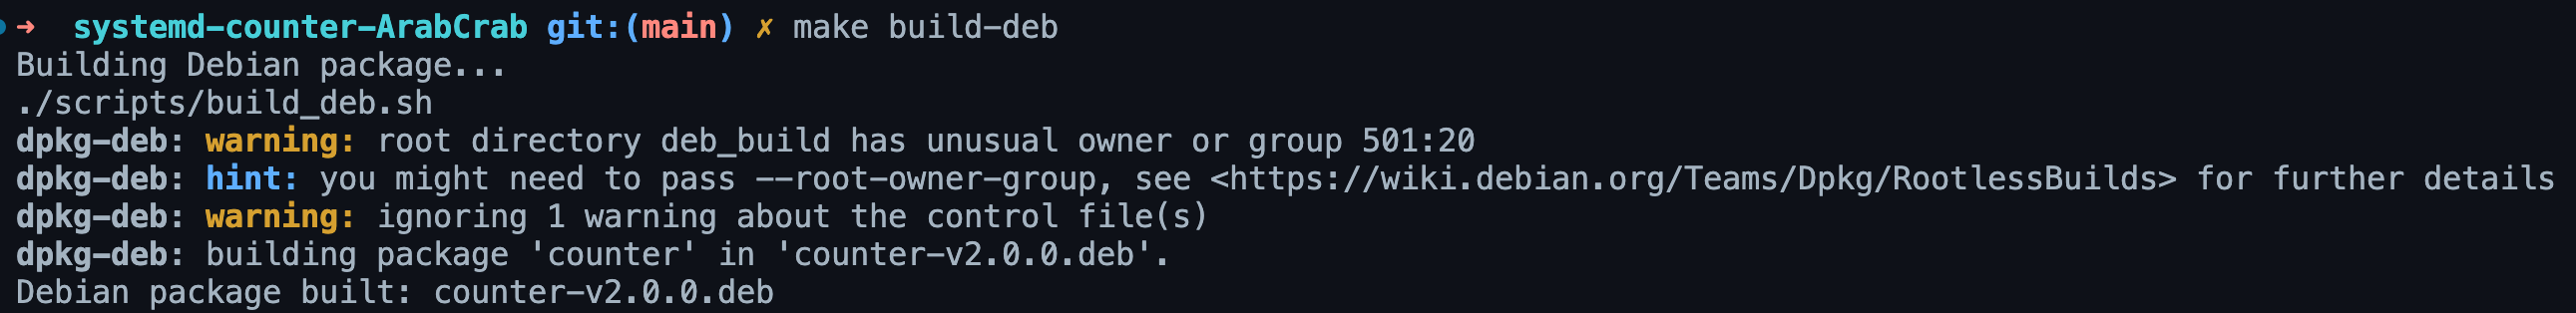 ➜  systemd-counter-ArabCrab git:(main) ✗ make build-deb
Building Debian package...
./scripts/build_deb.sh
dpkg-deb: warning: root directory deb_build has unusual owner or group 501:20
dpkg-deb: hint: you might need to pass --root-owner-group, see <https://wiki.debian.org/Teams/Dpkg/RootlessBuilds> for further details
dpkg-deb: warning: ignoring 1 warning about the control file(s)
dpkg-deb: building package 'counter' in 'counter-v2.0.0.deb'.
Debian package built: counter-v2.0.0.deb